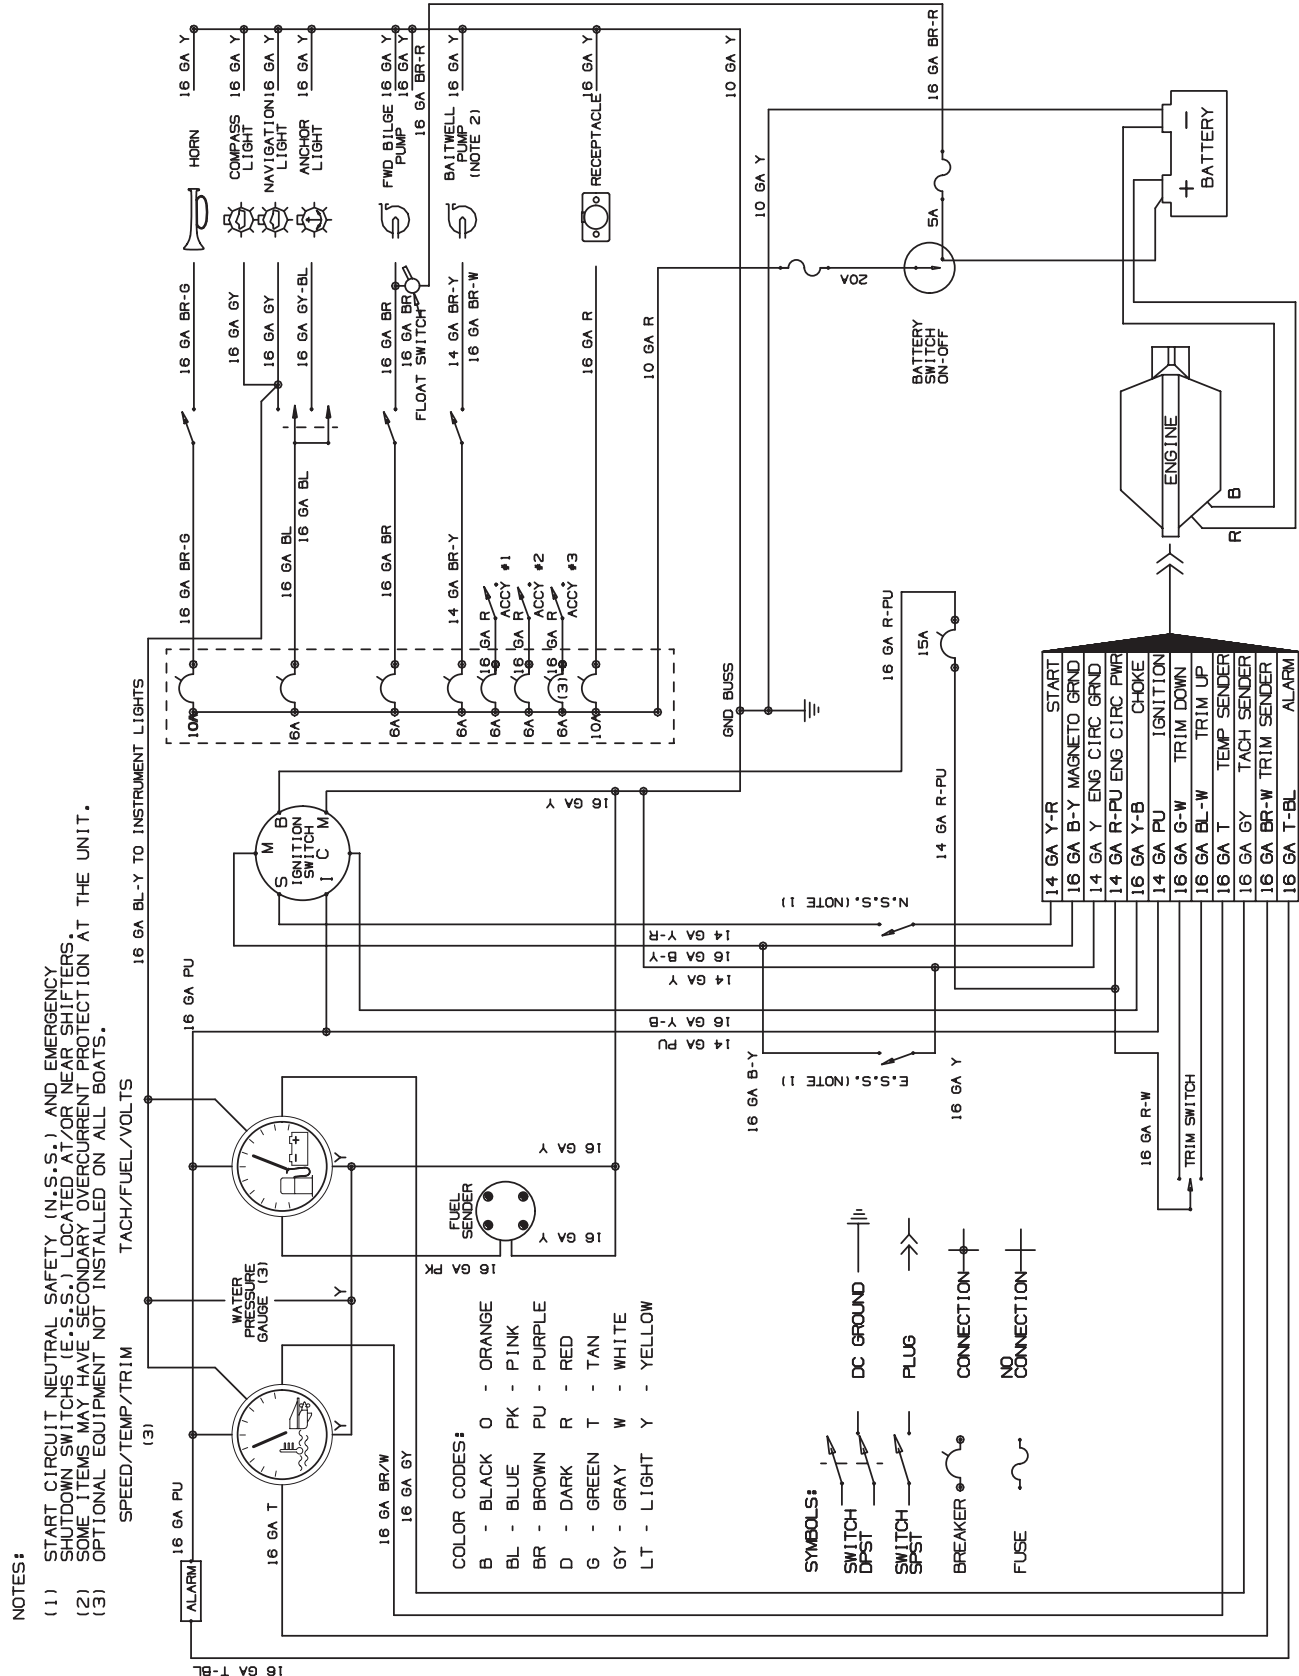 NOTES:
(1) START CIRCUIT NEUTRAL SAFETY (N.S.S.) AND EMERGENCY
SHUTDOWN SWITCHS (E.S.S.) LOCATED AT/OR NEAR SHIFTERS.
(2) SOME ITEMS MAY HAVE SECONDARY OVERCURRENT PROTECTION AT THE UNIT.
(3) OPTIONAL EQUIPMENT NOT INSTALLED ON ALL BOATS.
SPEED/TEMP/TRIM
(3)
TACH/FUEL/VOLTS
16 GA BL-Y TO INSTRUMENT LIGHTS
16 GA PU
16 GA PU
ALARM
16 GA T-BL
16 GA T
16 GA BR/W
16 GA GY
WATER
PRESSURE
GAUGE (3)
Y
Y
Y
- +
16 GA PK
FUEL
SENDER
16 GA Y
16 GA Y
16 GA Y
IGNITION
SWITCH
M
B
S
M
I
C
14 GA Y-R
16 GA B-Y
14 GA Y
16 GA Y-B
14 GA PU
N.S.S. (NOTE 1)
E.S.S. (NOTE 1)
16 GA B-Y
16 GA Y
16 GA R-W
TRIM SWITCH
10A
6A
6A
6A
6A
6A
6A
(3)
10A
16 GA BR-G
16 GA BL
16 GA BL
16 GA BR
14 GA BR-Y
16 GA R
ACCY #1
16 GA R
ACCY #2
16 GA R
ACCY #3
16 GA BR-G
16 GA GY
16 GA GY
16 GA GY-BL
16 GA BR
16 GA BR
FLOAT SWITCH
14 GA BR-Y
16 GA BR-W
16 GA R
10 GA R
HORN
COMPASS
LIGHT
NAVIGATION
LIGHT
ANCHOR
LIGHT
FWD BILGE
PUMP
BAITWELL
PUMP
(NOTE 2)
RECEPTACLE
16 GA Y
16 GA Y
16 GA Y
16 GA Y
16 GA Y
16 GA Y
16 GA BR-R
16 GA Y
16 GA Y
10 GA Y
10 GA Y
16 GA BR-R
GND BUSS
20A
5A
BATTERY
SWITCH
ON-OFF
BATTERY
+ -
ENGINE
R
B
16 GA R-PU
15A
14 GA R-PU
14 GA Y-R START
16 GA B-Y MAGNETO GRND
14 GA Y ENG CIRC GRND
14 GA R-PU ENG CIRC PWR
16 GA Y-B CHOKE
14 GA PU IGNITION
16 GA G-W TRIM DOWN
16 GA BL-W TRIM UP
16 GA T TEMP SENDER
16 GA GY TACH SENDER
16 GA BR-W TRIM SENDER
16 GA T-BL ALARM
COLOR CODES:
B - BLACK O - ORANGE
BL - BLUE PK - PINK
BR - BROWN PU - PURPLE
D - DARK R - RED
G - GREEN T - TAN
GY - GRAY W - WHITE
LT - LIGHT Y - YELLOW
SYMBOLS:
SWITCH
DPST
SWITCH
SPST
BREAKER
FUSE
DC GROUND
PLUG
CONNECTION
NO
CONNECTION